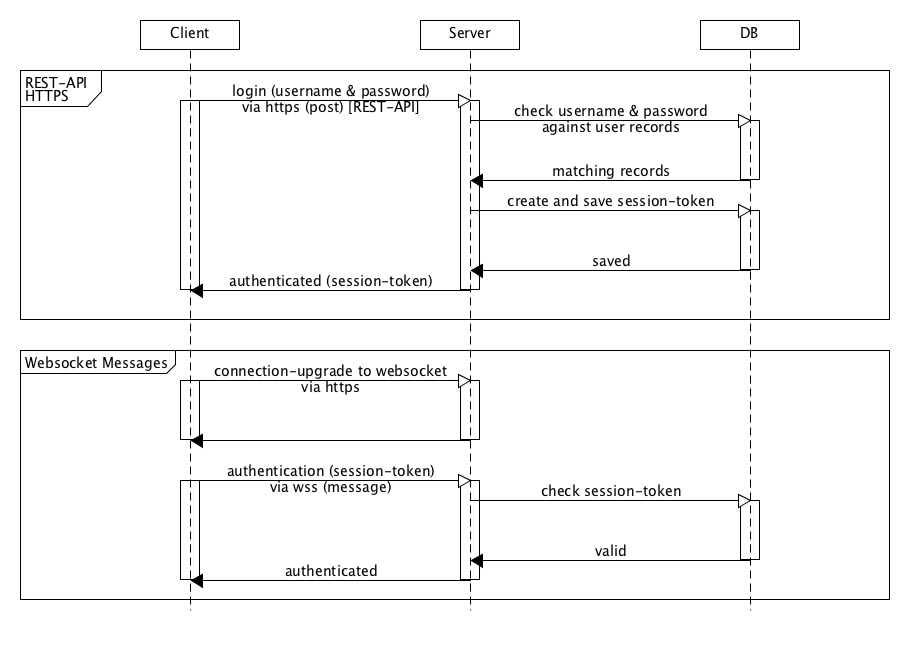 Client
Server
DB
REST-API
HTTPS
login (username & password)
via https (post) [REST-API]
check username & password
against user records
matching records
create and save session-token
saved
authenticated (session-token)
Websocket Messages
connection-upgrade to websocket
via https
authentication (session-token)
via wss (message)
check session-token
valid
authenticated